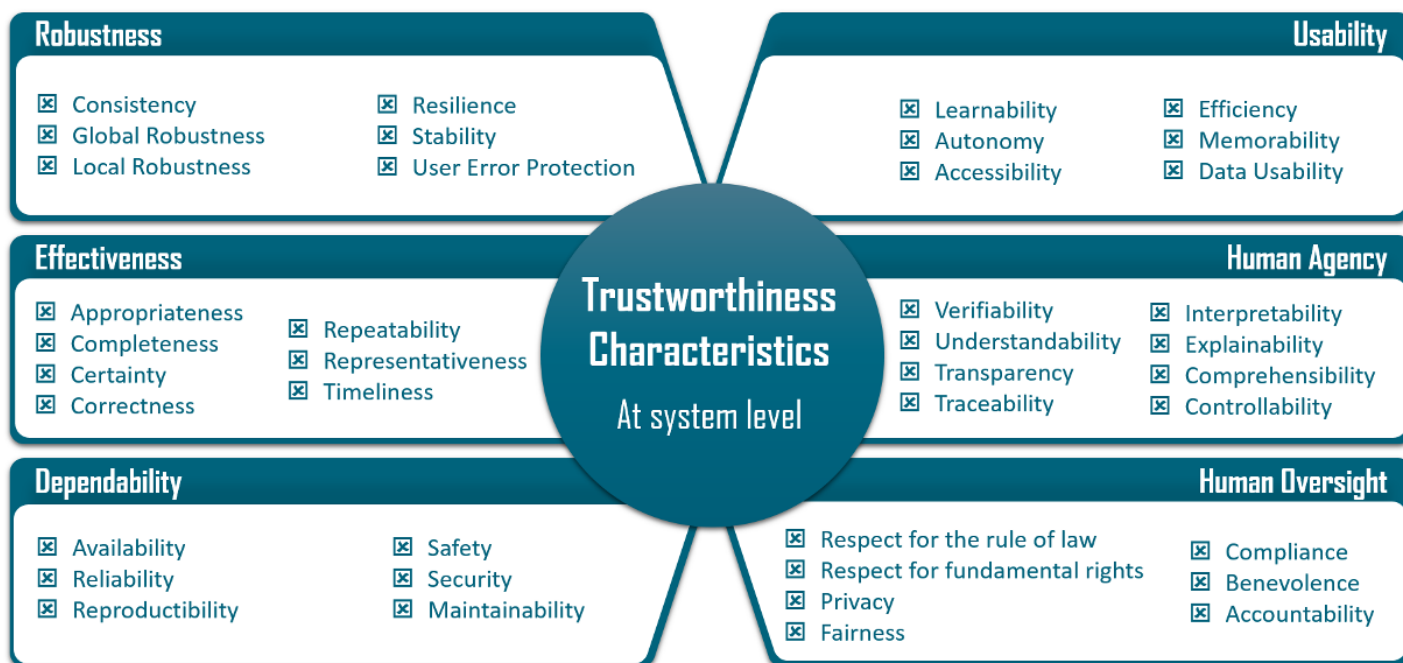 Robustness
Consistency
Global Robustness
Local Robustness
Resilience
Stability
User Error Protection
Usability
Learnability
Autonomy
Accessibility
Efficiency
Memorability
Data Usability
Effectiveness
Appropriateness
Completeness
Certainty
Correctness
Repeatability
Representativeness
Timeliness
Trustworthiness
Characteristics
At system level
Human Agency
Verifiability
Understandability
Transparency
Traceability
Interpretability
Explainability
Comprehensibility
Controllability
Dependability
Availability
Reliability
Reproductibility
Safety
Security
Maintainability
Human Oversight
Respect for the rule of law
Respect for fundamental rights
Privacy
Fairness
Compliance
Benevolence
Accountability